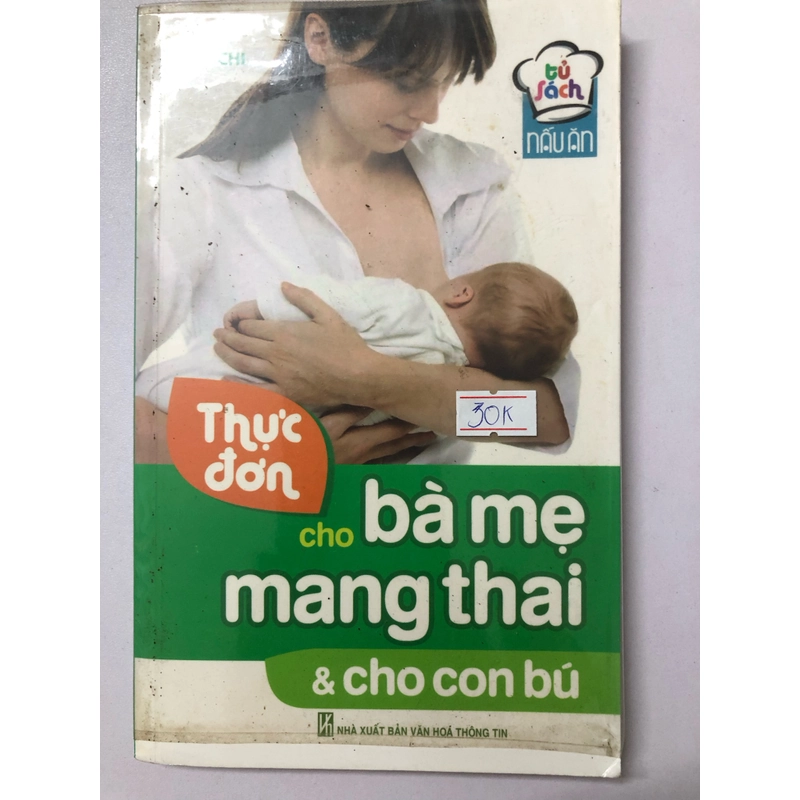 CHI
tủ
sách
NẤU ĂN
30K
Thực
đơn
cho bà mẹ
mang thai
& cho con bú
NHÀ XUẤT BẢN VĂN HOÁ THÔNG TIN